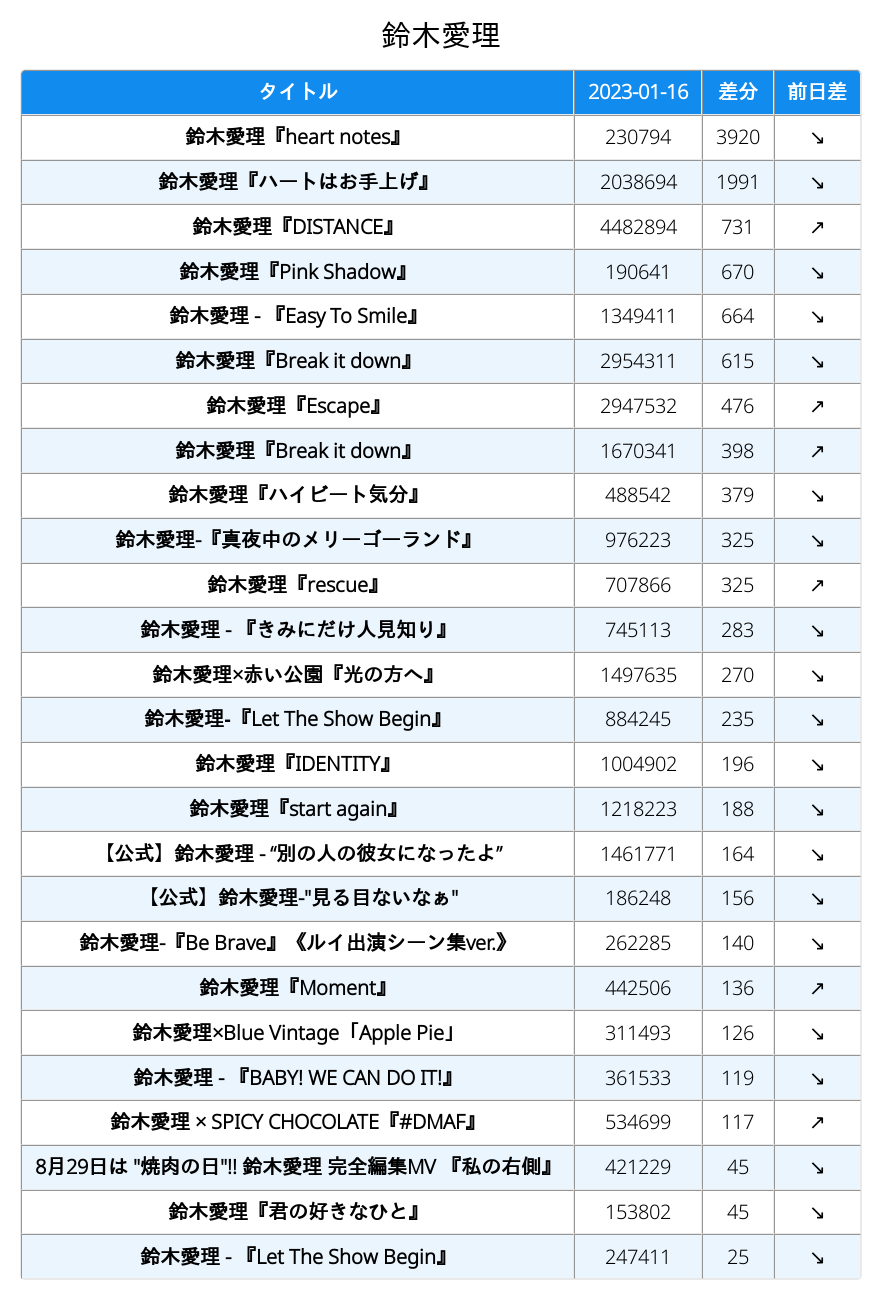 鈴木愛理
タイトル 2023-01-16 差分 前日差
鈴木愛理『heart notes』 230794 3920 ↘
鈴木愛理『ハートはお手上げ』 2038694 1991 ↘
鈴木愛理『DISTANCE』 4482894 731 ↗
鈴木愛理『Pink Shadow』 190641 670 ↘
鈴木愛理 - 『Easy To Smile』 1349411 664 ↘
鈴木愛理『Break it down』 2954311 615 ↘
鈴木愛理『Escape』 2947532 476 ↗
鈴木愛理『Break it down』 1670341 398 ↗
鈴木愛理『ハイビート気分』 488542 379 ↘
鈴木愛理-『真夜中のメリーゴーランド』 976223 325 ↘
鈴木愛理『rescue』 707866 325 ↗
鈴木愛理 - 『きみにだけ人見知り』 745113 283 ↘
鈴木愛理×赤い公園『光の方へ』 1497635 270 ↘
鈴木愛理-『Let The Show Begin』 884245 235 ↘
鈴木愛理『IDENTITY』 1004902 196 ↘
鈴木愛理『start again』 1218223 188 ↘
【公式】鈴木愛理 - “別の人の彼女になったよ” 1461771 164 ↘
【公式】鈴木愛理-"見る目ないなぁ" 186248 156 ↘
鈴木愛理-『Be Brave』《ルイ出演シーン集ver.》 262285 140 ↘
鈴木愛理『Moment』 442506 136 ↗
鈴木愛理×Blue Vintage「Apple Pie」 311493 126 ↘
鈴木愛理 - 『BABY! WE CAN DO IT!』 361533 119 ↘
鈴木愛理 × SPICY CHOCOLATE『#DMAF』 534699 117 ↗
8月29日は "焼肉の日"!! 鈴木愛理 完全編集MV 『私の右側』 421229 45 ↘
鈴木愛理『君の好きなひと』 153802 45 ↘
鈴木愛理 - 『Let The Show Begin』 247411 25 ↘